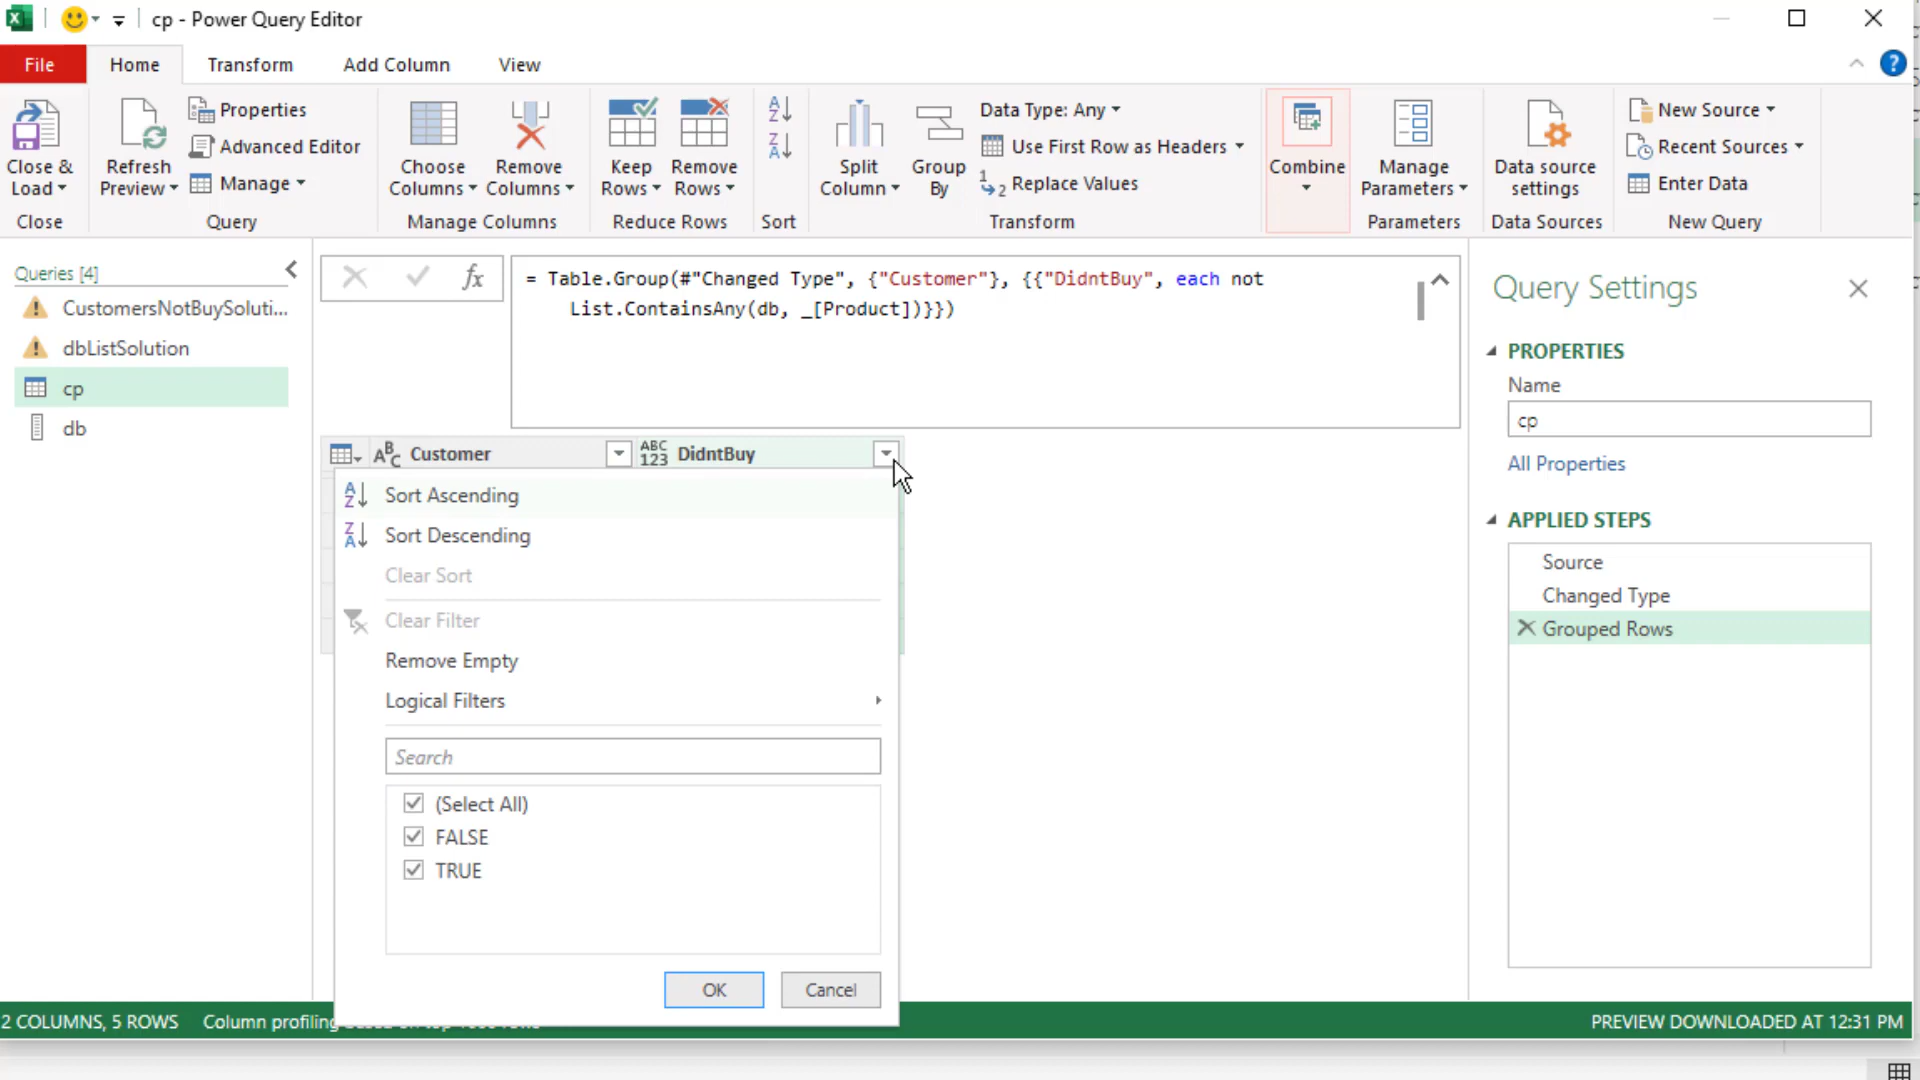 cp - Power Query Editor
File
Home
Transform
Add Column
View
Close & Load
Close
Refresh Preview
Properties
Advanced Editor
Manage
Query
Choose Columns
Remove Columns
Manage Columns
Keep Rows
Remove Rows
Reduce Rows
Sort
Split Column
Group By
Data Type: Any
Use First Row as Headers
Replace Values
Transform
Combine
Manage Parameters
Parameters
Data source settings
Data Sources
New Source
Recent Sources
Enter Data
New Query
Queries [4]
CustomersNotBuySoluti...
dbListSolution
cp
db
fx
= Table.Group(#"Changed Type", {"Customer"}, {{"DidntBuy", each not
List.ContainsAny(db, _[Product])}})
ABC Customer
ABC 123 DidntBuy
Sort Ascending
Sort Descending
Clear Sort
Clear Filter
Remove Empty
Logical Filters
Search
(Select All)
FALSE
TRUE
OK
Cancel
Query Settings
PROPERTIES
Name
cp
All Properties
APPLIED STEPS
Source
Changed Type
Grouped Rows
2 COLUMNS, 5 ROWS
Column profiling
PREVIEW DOWNLOADED AT 12:31 PM